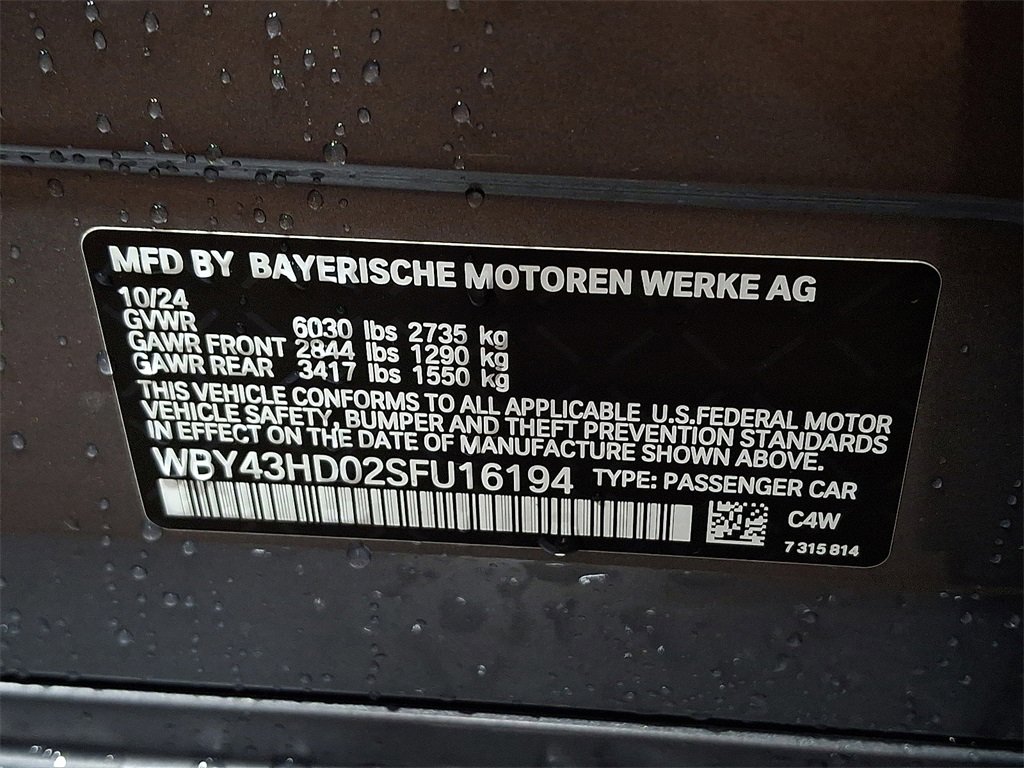 MFD BY BAYERISCHE MOTOREN WERKE AG
10/24
GVWR 6030 lbs 2735 kg
GAWR FRONT 2844 lbs 1290 kg
GAWR REAR 3417 lbs 1550 kg
THIS VEHICLE CONFORMS TO ALL APPLICABLE U.S.FEDERAL MOTOR
VEHICLE SAFETY, BUMPER AND THEFT PREVENTION STANDARDS
IN EFFECT ON THE DATE OF MANUFACTURE SHOWN ABOVE.
WBY43HD02SFU16194 TYPE: PASSENGER CAR
C4W
7 315 814